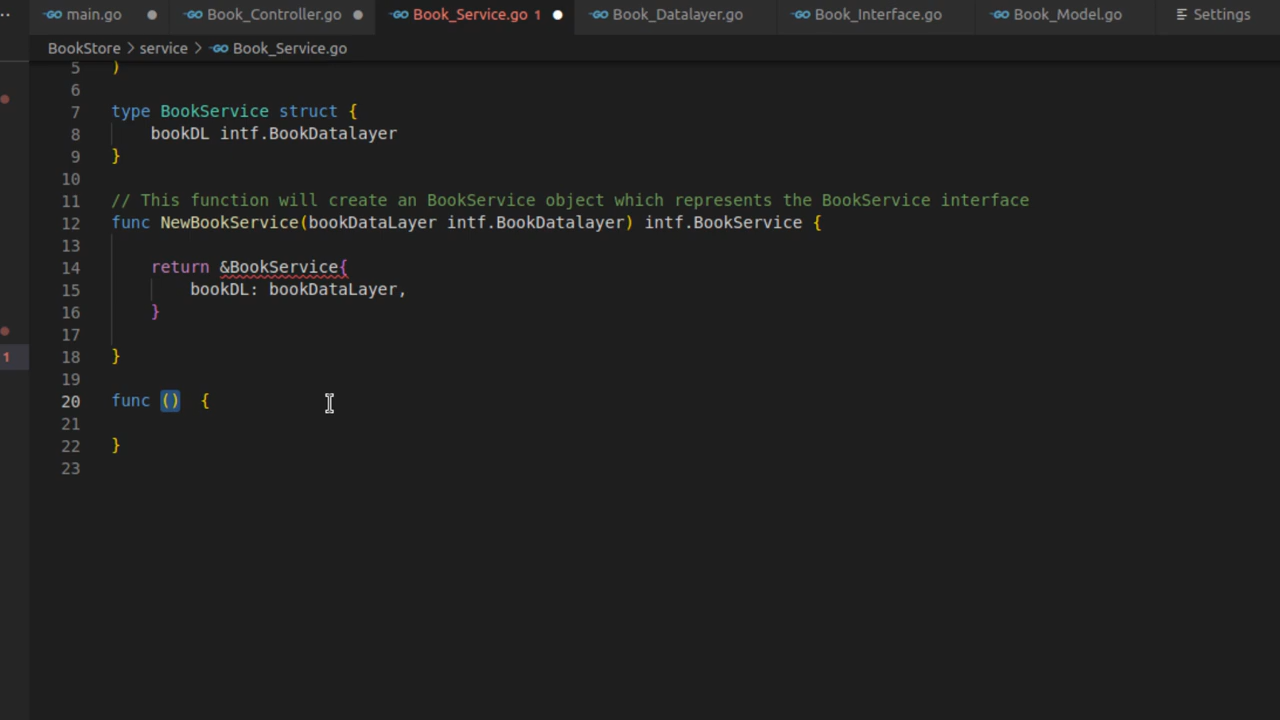 main.go Book_Controller.go Book_Service.go 1 Book_Datalayer.go Book_Interface.go Book_Model.go Settings
BookStore > service > Book_Service.go
5 )
6
7 type BookService struct {
8 bookDL intf.BookDatalayer
9 }
10
11 // This function will create an BookService object which represents the BookService interface
12 func NewBookService(bookDataLayer intf.BookDatalayer) intf.BookService {
13
14 return &BookService{
15 bookDL: bookDataLayer,
16 }
17
18 }
19
20 func ()  {
21
1
22 }
23